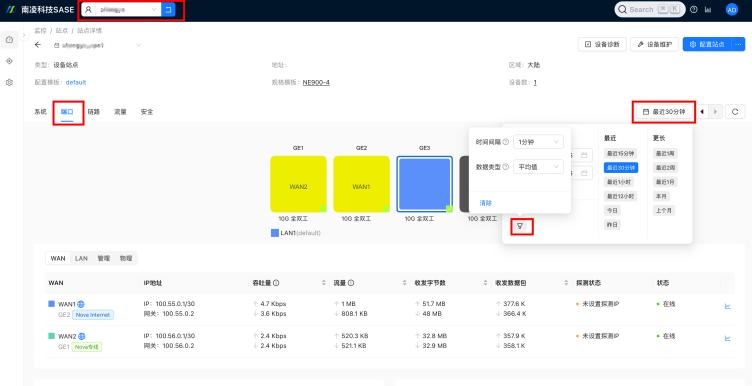 南凌科技SASE
Search ⌘ K
AD
监控 / 站点 / 站点详情
设备诊断 设备维护 配置站点
类型：设备站点 地址： 区域：大陆
配置模板：default 规格模板：NE900-4 设备数：1
系统 端口 链路 流量 安全 最近30分钟
时间间隔 1分钟
数据类型 平均值
清除
最近 更长
最近15分钟 最近1周
最近30分钟 最近2周
最近1小时 最近1月
最近12小时 本月
今日 上个月
昨日
GE1 GE2 GE3
WAN2 WAN1
10G 全双工 10G 全双工 10G 全双工 10G 全双工
LAN1(default)
WAN LAN 管理 物理
WAN IP地址 吞吐量 流量 收发字节数 收发数据包 探测状态 状态
WAN1 IP：100.55.0.1/30 ↑ 4.7 Kbps ↑ 1 MB ↑ 51.7 MB ↑ 377.6 K 未设置探测IP 在线
GE2 Nove Internet 网关：100.55.0.2 ↓ 3.6 Kbps ↓ 808.1 KB ↓ 48 MB ↓ 366.4 K
WAN2 IP：100.56.0.1/30 ↑ 2.4 Kbps ↑ 520.3 KB ↑ 32.8 MB ↑ 357.9 K 未设置探测IP 在线
GE1 Nove专线 网关：100.56.0.2 ↓ 2.4 Kbps ↓ 521.1 KB ↓ 32.9 MB ↓ 358.1 K